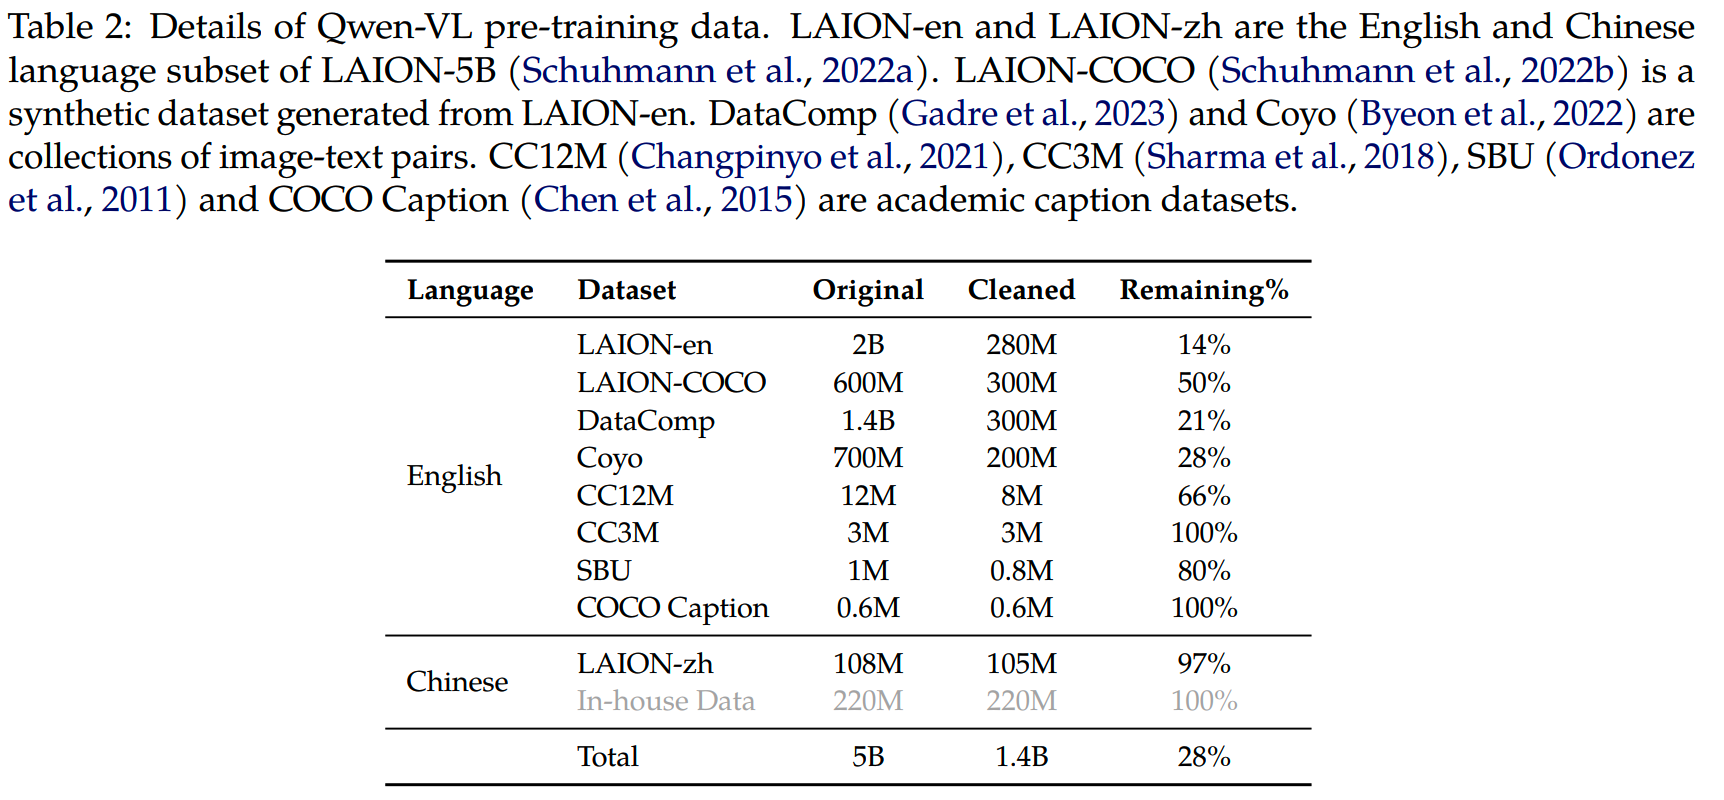 Table 2: Details of Qwen-VL pre-training data. LAION-en and LAION-zh are the English and Chinese
language subset of LAION-5B (Schuhmann et al., 2022a). LAION-COCO (Schuhmann et al., 2022b) is a
synthetic dataset generated from LAION-en. DataComp (Gadre et al., 2023) and Coyo (Byeon et al., 2022) are
collections of image-text pairs. CC12M (Changpinyo et al., 2021), CC3M (Sharma et al., 2018), SBU (Ordonez
et al., 2011) and COCO Caption (Chen et al., 2015) are academic caption datasets.
Language Dataset Original Cleaned Remaining%
LAION-en 2B 280M 14%
LAION-COCO 600M 300M 50%
DataComp 1.4B 300M 21%
Coyo 700M 200M 28%
English
CC12M 12M 8M 66%
CC3M 3M 3M 100%
SBU 1M 0.8M 80%
COCO Caption 0.6M 0.6M 100%
LAION-zh 108M 105M 97%
Chinese
In-house Data 220M 220M 100%
Total 5B 1.4B 28%